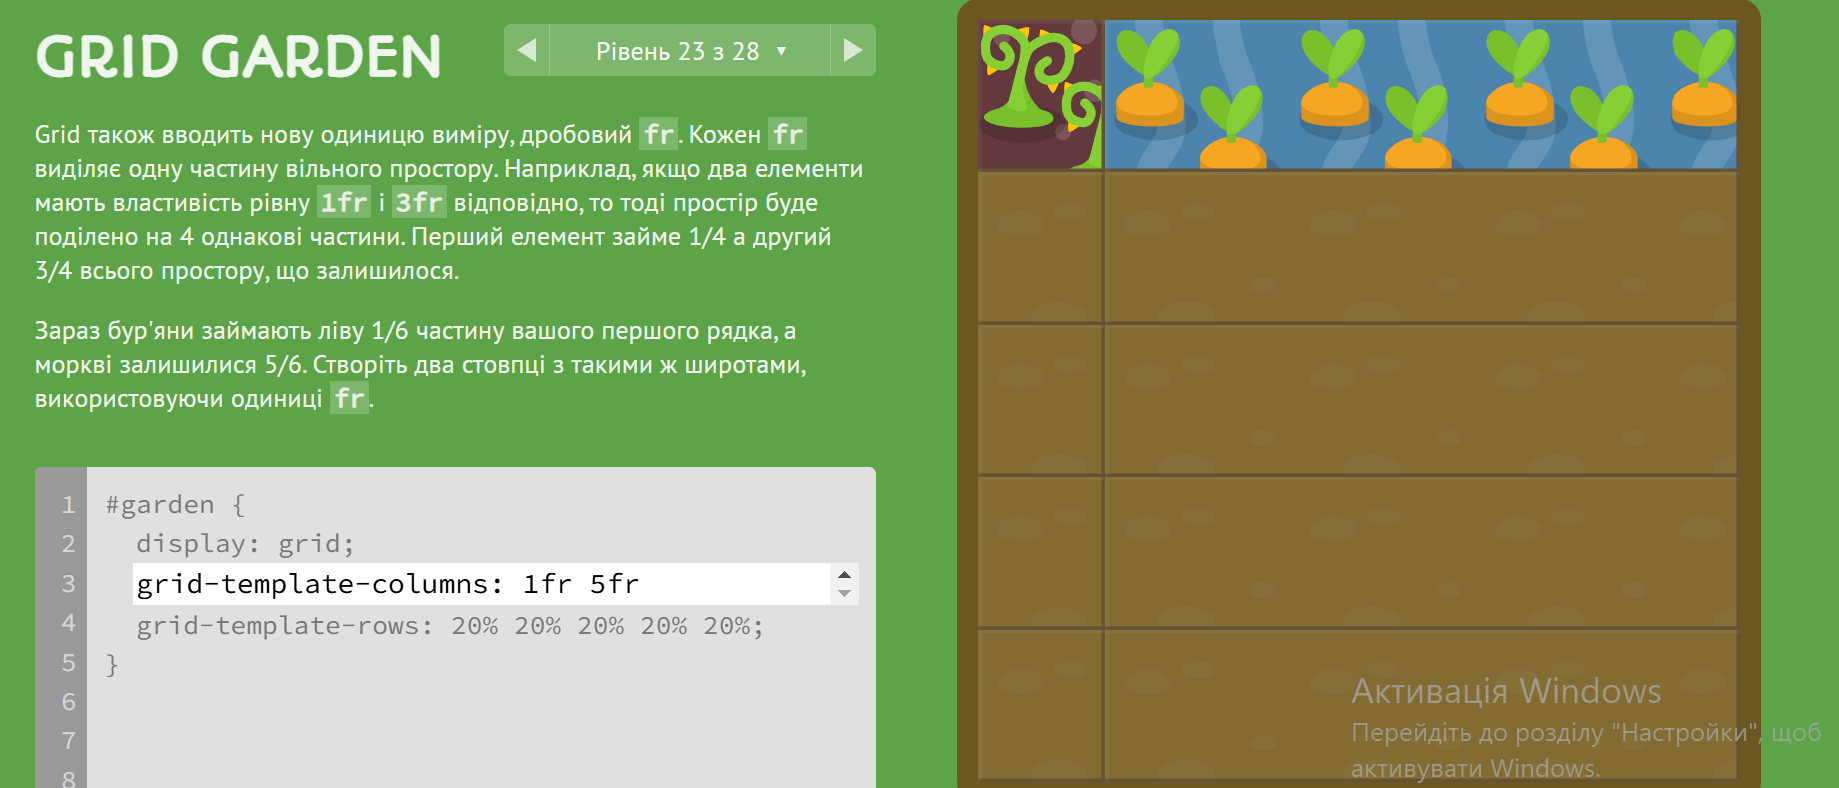 GRID GARDEN
Рівень 23 з 28
Grid також вводить нову одиницю виміру, дробовий fr. Кожен fr
виділяє одну частину вільного простору. Наприклад, якщо два елементи
мають властивість рівну 1fr і 3fr відповідно, то тоді простір буде
поділено на 4 однакові частини. Перший елемент займе 1/4 а другий
3/4 всього простору, що залишилося.
Зараз бур'яни займають ліву 1/6 частину вашого першого рядка, а
моркві залишилися 5/6. Створіть два стовпці з такими ж широтами,
використовуючи одиниці fr.
1 #garden {
2 display: grid;
3 grid-template-columns: 1fr 5fr
4 grid-template-rows: 20% 20% 20% 20% 20%;
5 }
6
7
8
Активація Windows
Перейдіть до розділу "Настройки", щоб
активувати Windows.